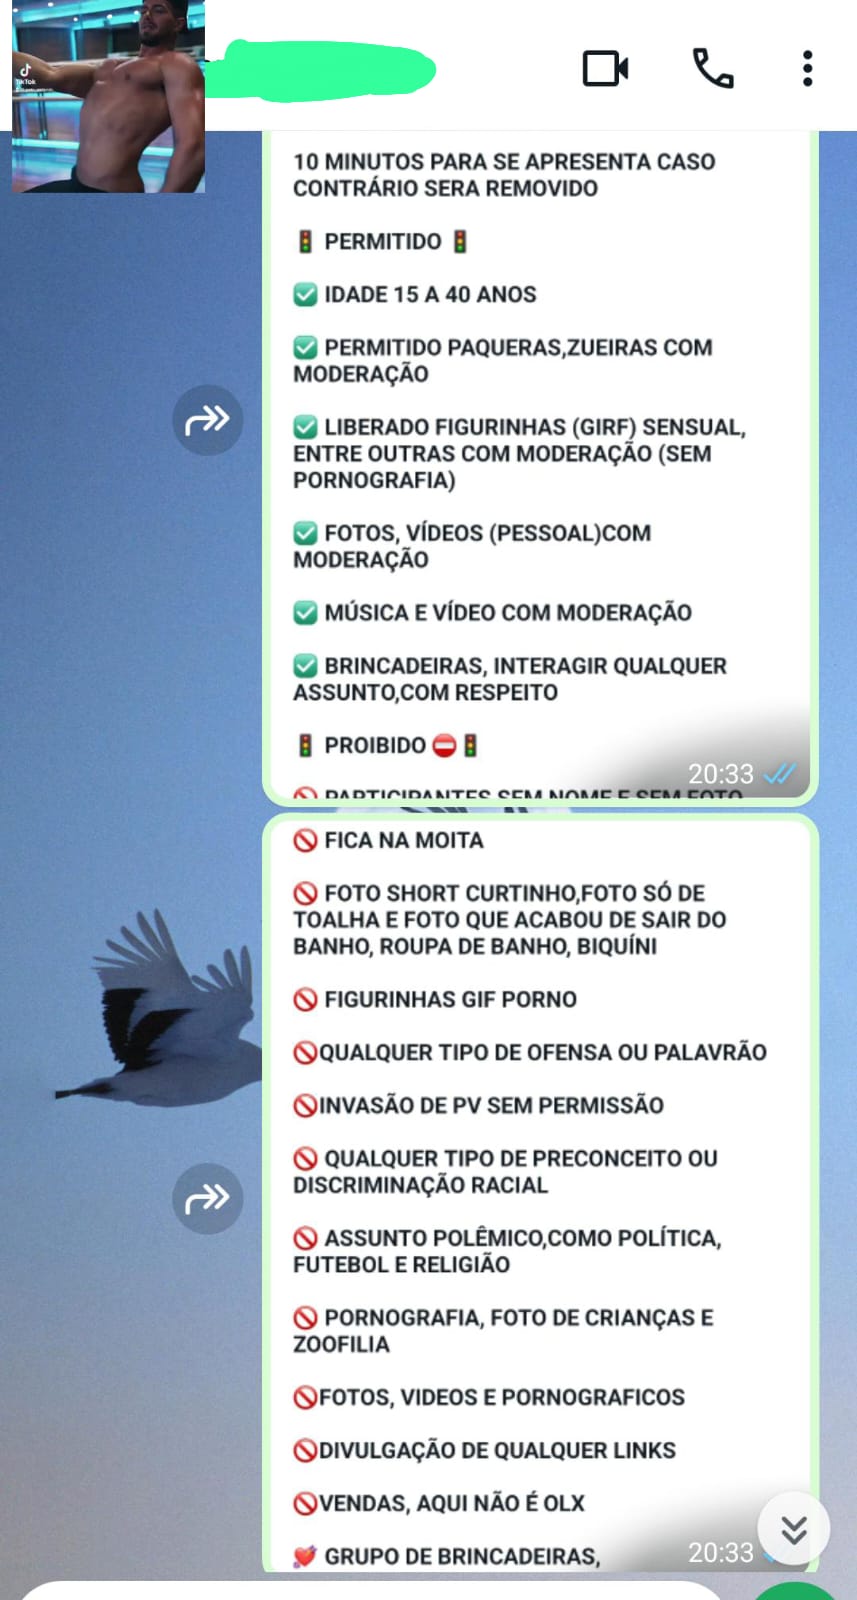 TikTok
10 MINUTOS PARA SE APRESENTA CASO
CONTRÁRIO SERA REMOVIDO
🚦 PERMITIDO 🚦
✅ IDADE 15 A 40 ANOS
✅ PERMITIDO PAQUERAS,ZUEIRAS COM
MODERAÇÃO
✅ LIBERADO FIGURINHAS (GIRF) SENSUAL,
ENTRE OUTRAS COM MODERAÇÃO (SEM
PORNOGRAFIA)
✅ FOTOS, VÍDEOS (PESSOAL)COM
MODERAÇÃO
✅ MÚSICA E VÍDEO COM MODERAÇÃO
✅ BRINCADEIRAS, INTERAGIR QUALQUER
ASSUNTO,COM RESPEITO
🚦 PROIBIDO ⛔🚦
20:33
🚫 PARTICIPANTES SEM NOME E SEM FOTO
🚫 FICA NA MOITA
🚫 FOTO SHORT CURTINHO,FOTO SÓ DE
TOALHA E FOTO QUE ACABOU DE SAIR DO
BANHO, ROUPA DE BANHO, BIQUÍNI
🚫 FIGURINHAS GIF PORNO
🚫QUALQUER TIPO DE OFENSA OU PALAVRÃO
🚫INVASÃO DE PV SEM PERMISSÃO
🚫 QUALQUER TIPO DE PRECONCEITO OU
DISCRIMINAÇÃO RACIAL
🚫 ASSUNTO POLÊMICO,COMO POLÍTICA,
FUTEBOL E RELIGIÃO
🚫 PORNOGRAFIA, FOTO DE CRIANÇAS E
ZOOFILIA
🚫FOTOS, VIDEOS E PORNOGRAFICOS
🚫DIVULGAÇÃO DE QUALQUER LINKS
🚫VENDAS, AQUI NÃO É OLX
💘 GRUPO DE BRINCADEIRAS,
20:33